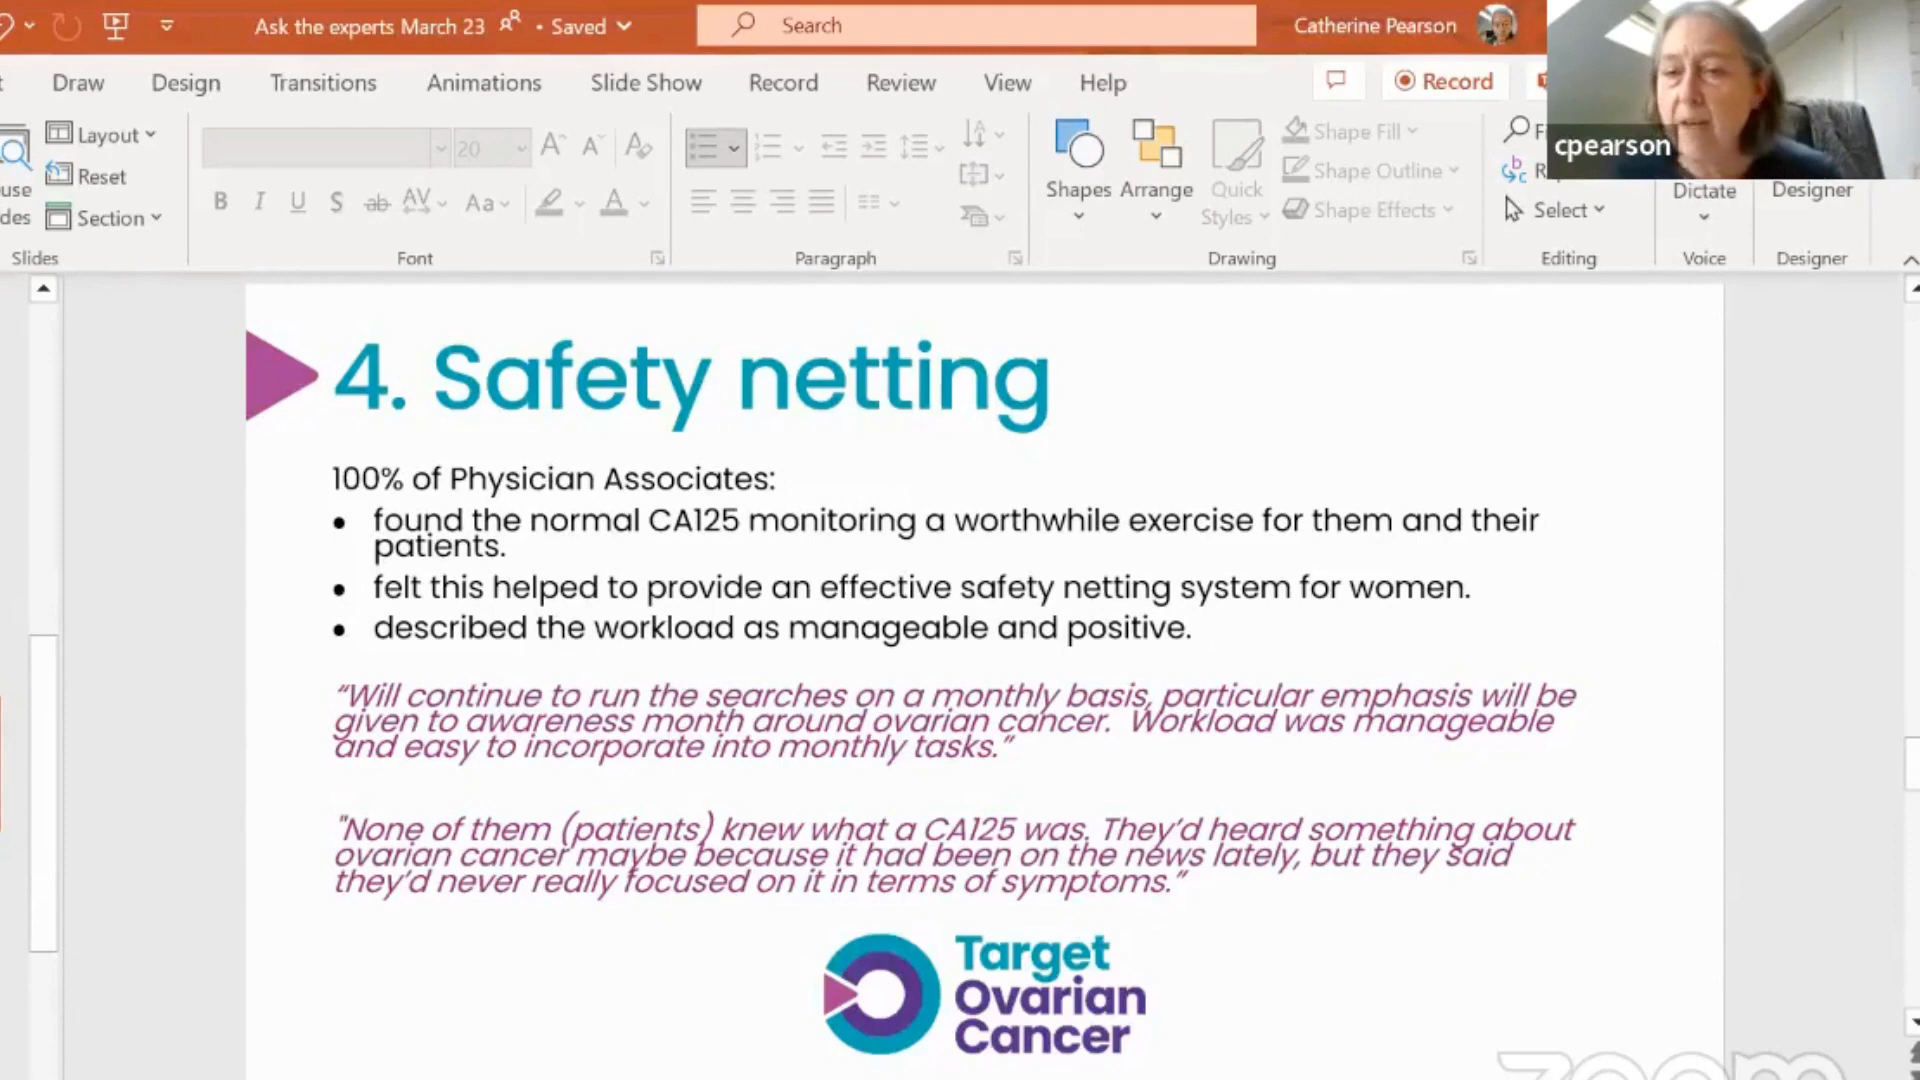 Ask the experts March 23 • Saved
Search
Catherine Pearson
Draw Design Transitions Animations Slide Show Record Review View Help
Record
Layout
Reset
Section
Slides
20
Aa
Font
Paragraph
Shapes
Arrange
Quick
Styles
Shape Fill
Shape Outline
Shape Effects
Drawing
Select
Editing
Dictate
Voice
Designer
Designer
cpearson
4. Safety netting
100% of Physician Associates:
• found the normal CA125 monitoring a worthwhile exercise for them and their
patients.
• felt this helped to provide an effective safety netting system for women.
• described the workload as manageable and positive.
“Will continue to run the searches on a monthly basis, particular emphasis will be
given to awareness month around ovarian cancer. Workload was manageable
and easy to incorporate into monthly tasks.”
"None of them (patients) knew what a CA125 was. They’d heard something about
ovarian cancer maybe because it had been on the news lately, but they said
they’d never really focused on it in terms of symptoms.”
Target
Ovarian
Cancer
zoom